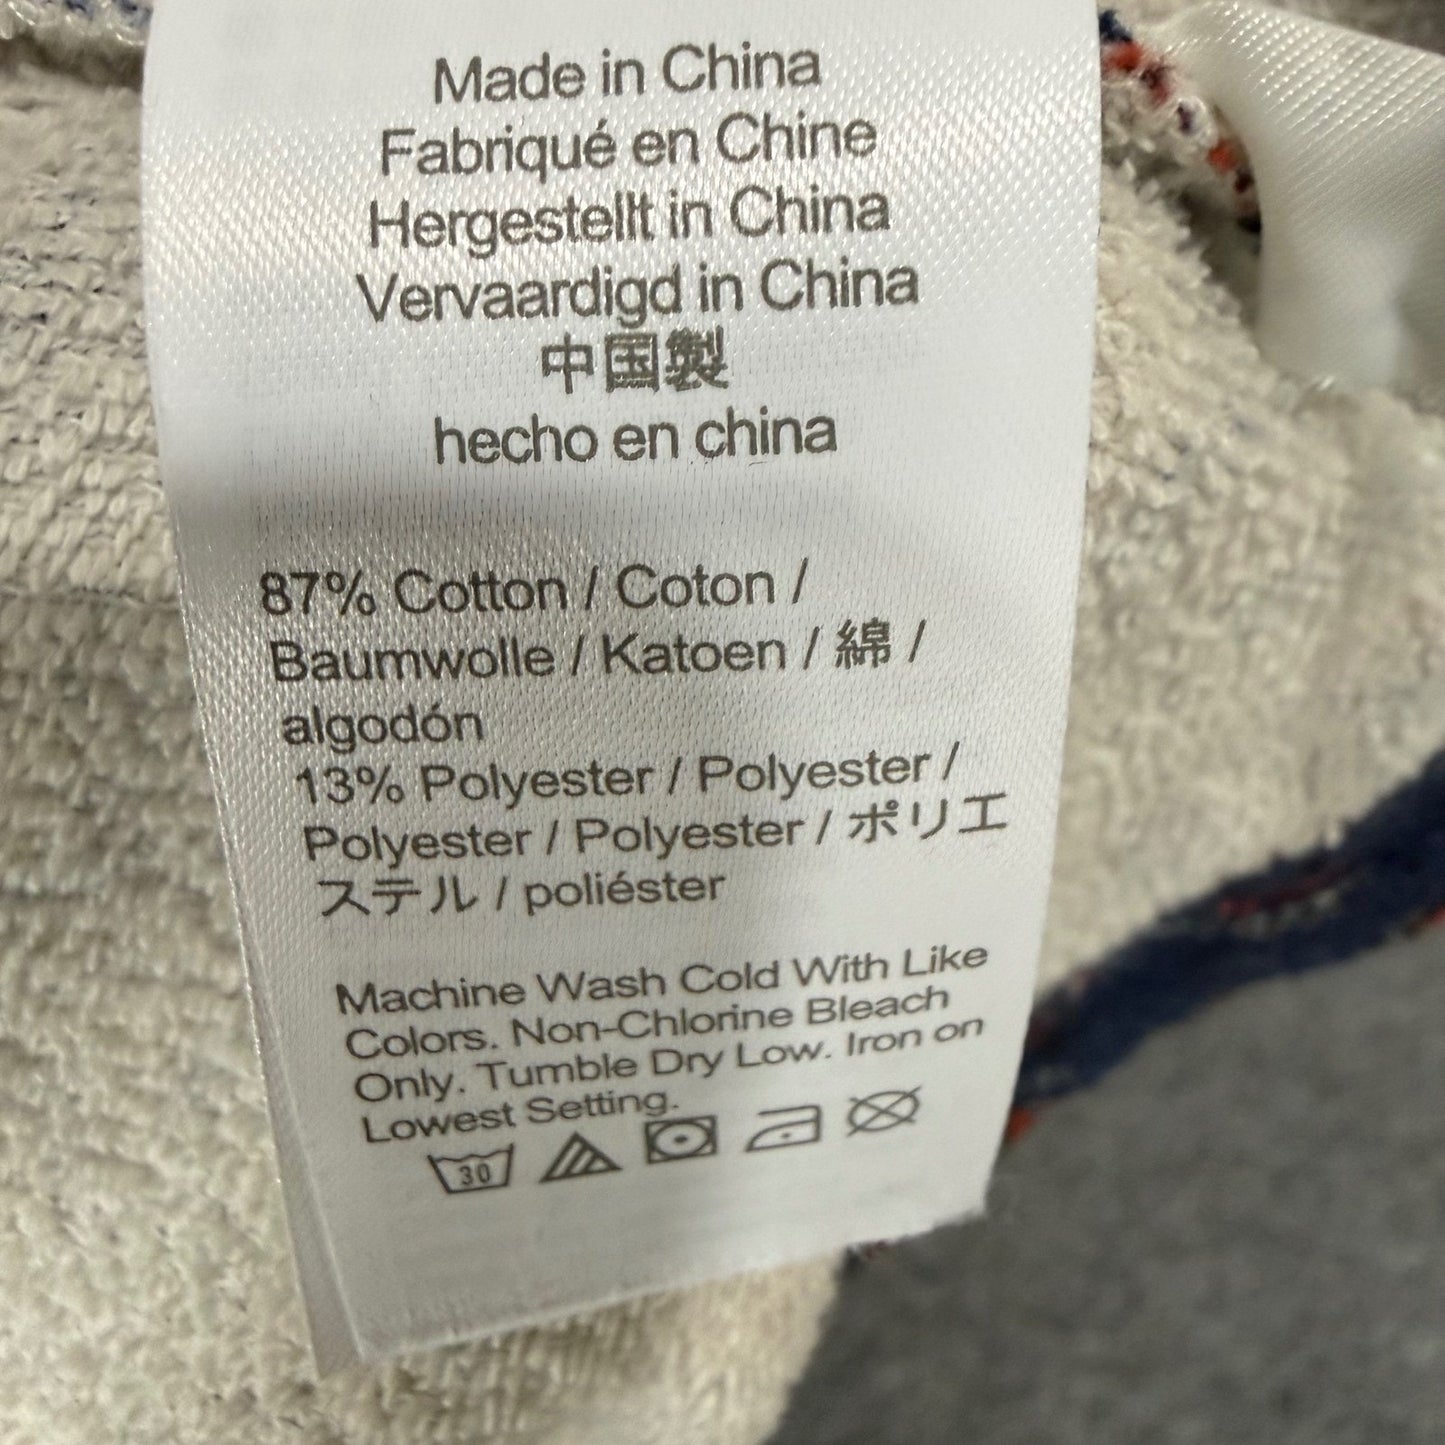 Made in China
Fabriqué en Chine
Hergestellt in China
Vervaardigd in China
中国製
hecho en china
87% Cotton / Coton /
Baumwolle / Katoen / 綿 /
algodón
13% Polyester / Polyester /
Polyester / Polyester / ポリエ
ステル / poliéster
Machine Wash Cold With Like
Colors. Non-Chlorine Bleach
Only. Tumble Dry Low. Iron on
Lowest Setting.
30